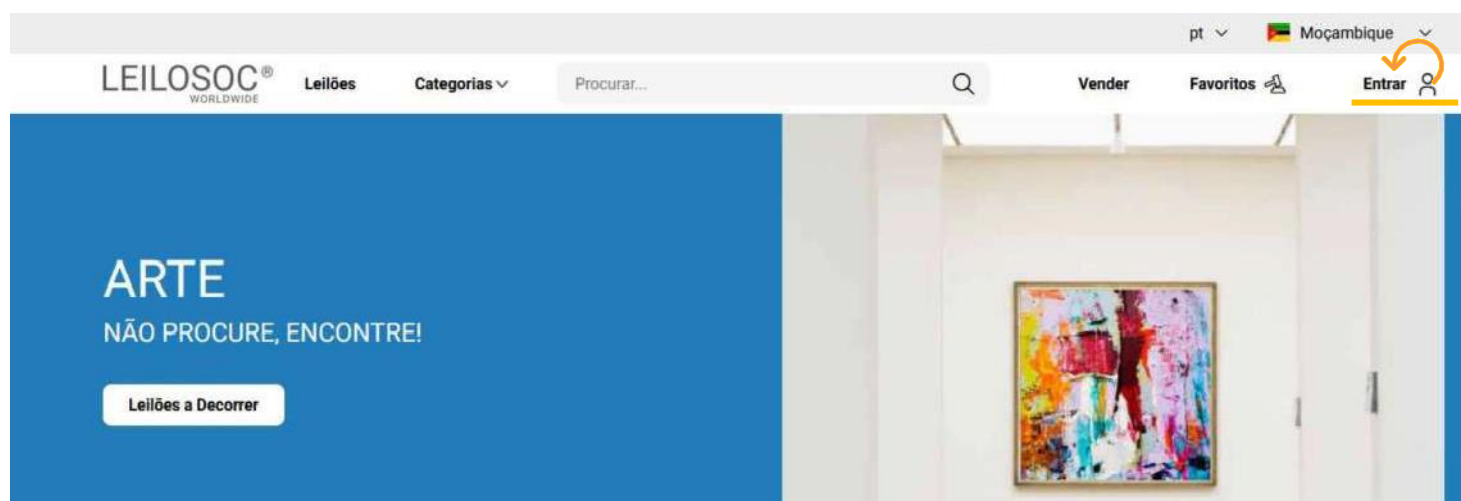 pt Moçambique
LEILOSOC®
WORLDWIDE
Leilões Categorias Procurar... Vender Favoritos Entrar
ARTE
NÃO PROCURE, ENCONTRE!
Leilões a Decorrer